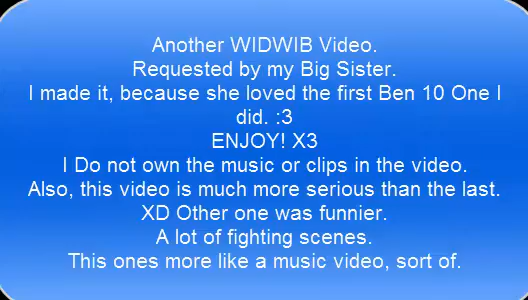 Another WIDWIB Video.
Requested by my Big Sister.
I made it, because she loved the first Ben 10 One I
did. :3
ENJOY! X3
I Do not own the music or clips in the video.
Also, this video is much more serious than the last.
XD Other one was funnier.
A lot of fighting scenes.
This ones more like a music video, sort of.